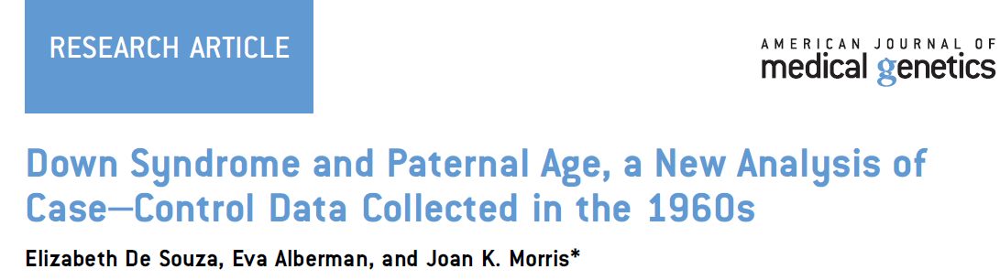 RESEARCH ARTICLE
AMERICAN JOURNAL OF
medical genetics
Down Syndrome and Paternal Age, a New Analysis of
Case—Control Data Collected in the 1960s
Elizabeth De Souza, Eva Alberman, and Joan K. Morris*